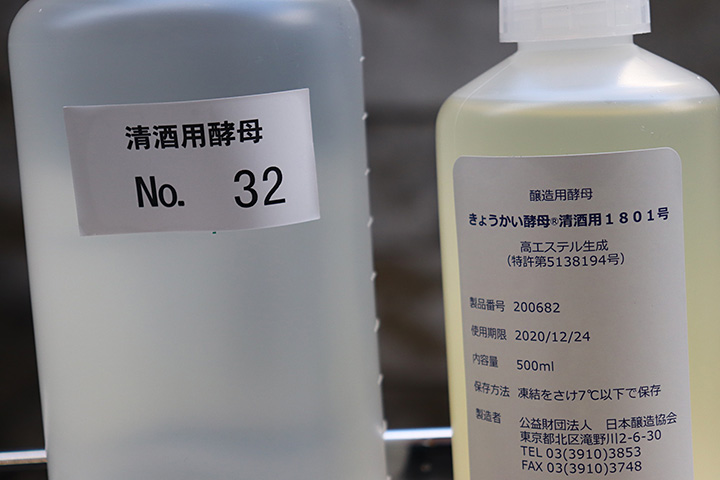 清酒用酵母
No. 32
醸造用酵母
きょうかい酵母®清酒用1801号
高エステル生成
(特許第5138194号)
製品番号 200682
使用期限 2020/12/24
内容量 500ml
保存方法 凍結をさけ7℃以下で保存
製造者 公益財団法人 日本醸造協会
東京都北区滝野川2-6-30
TEL 03(3910)3853
FAX 03(3910)3748